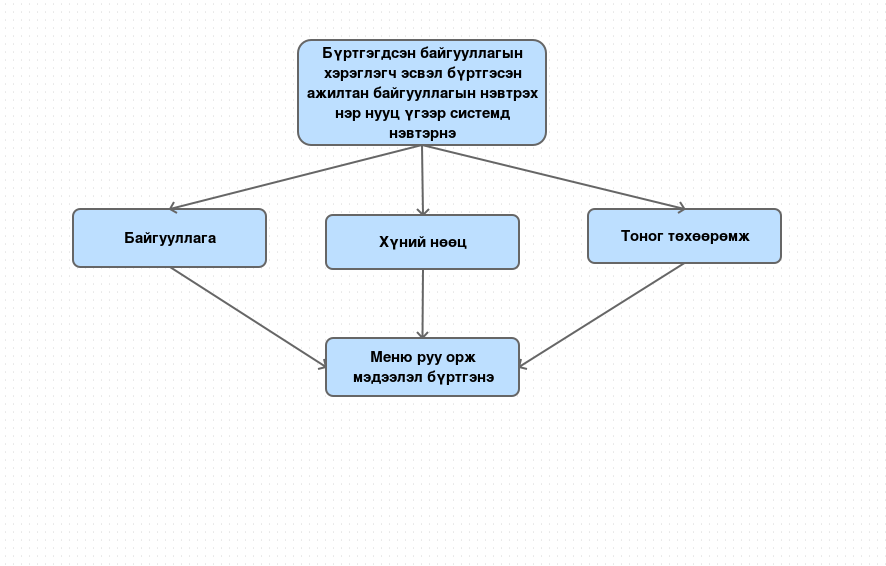 Бүртгэгдсэн байгууллагын
хэрэглэгч эсвэл бүртгэсэн
ажилтан байгууллагын нэвтрэх
нэр нууц үгээр системд
нэвтэрнэ
Байгууллага
Хүний нөөц
Тоног төхөөрөмж
Меню руу орж
мэдээлэл бүртгэнэ